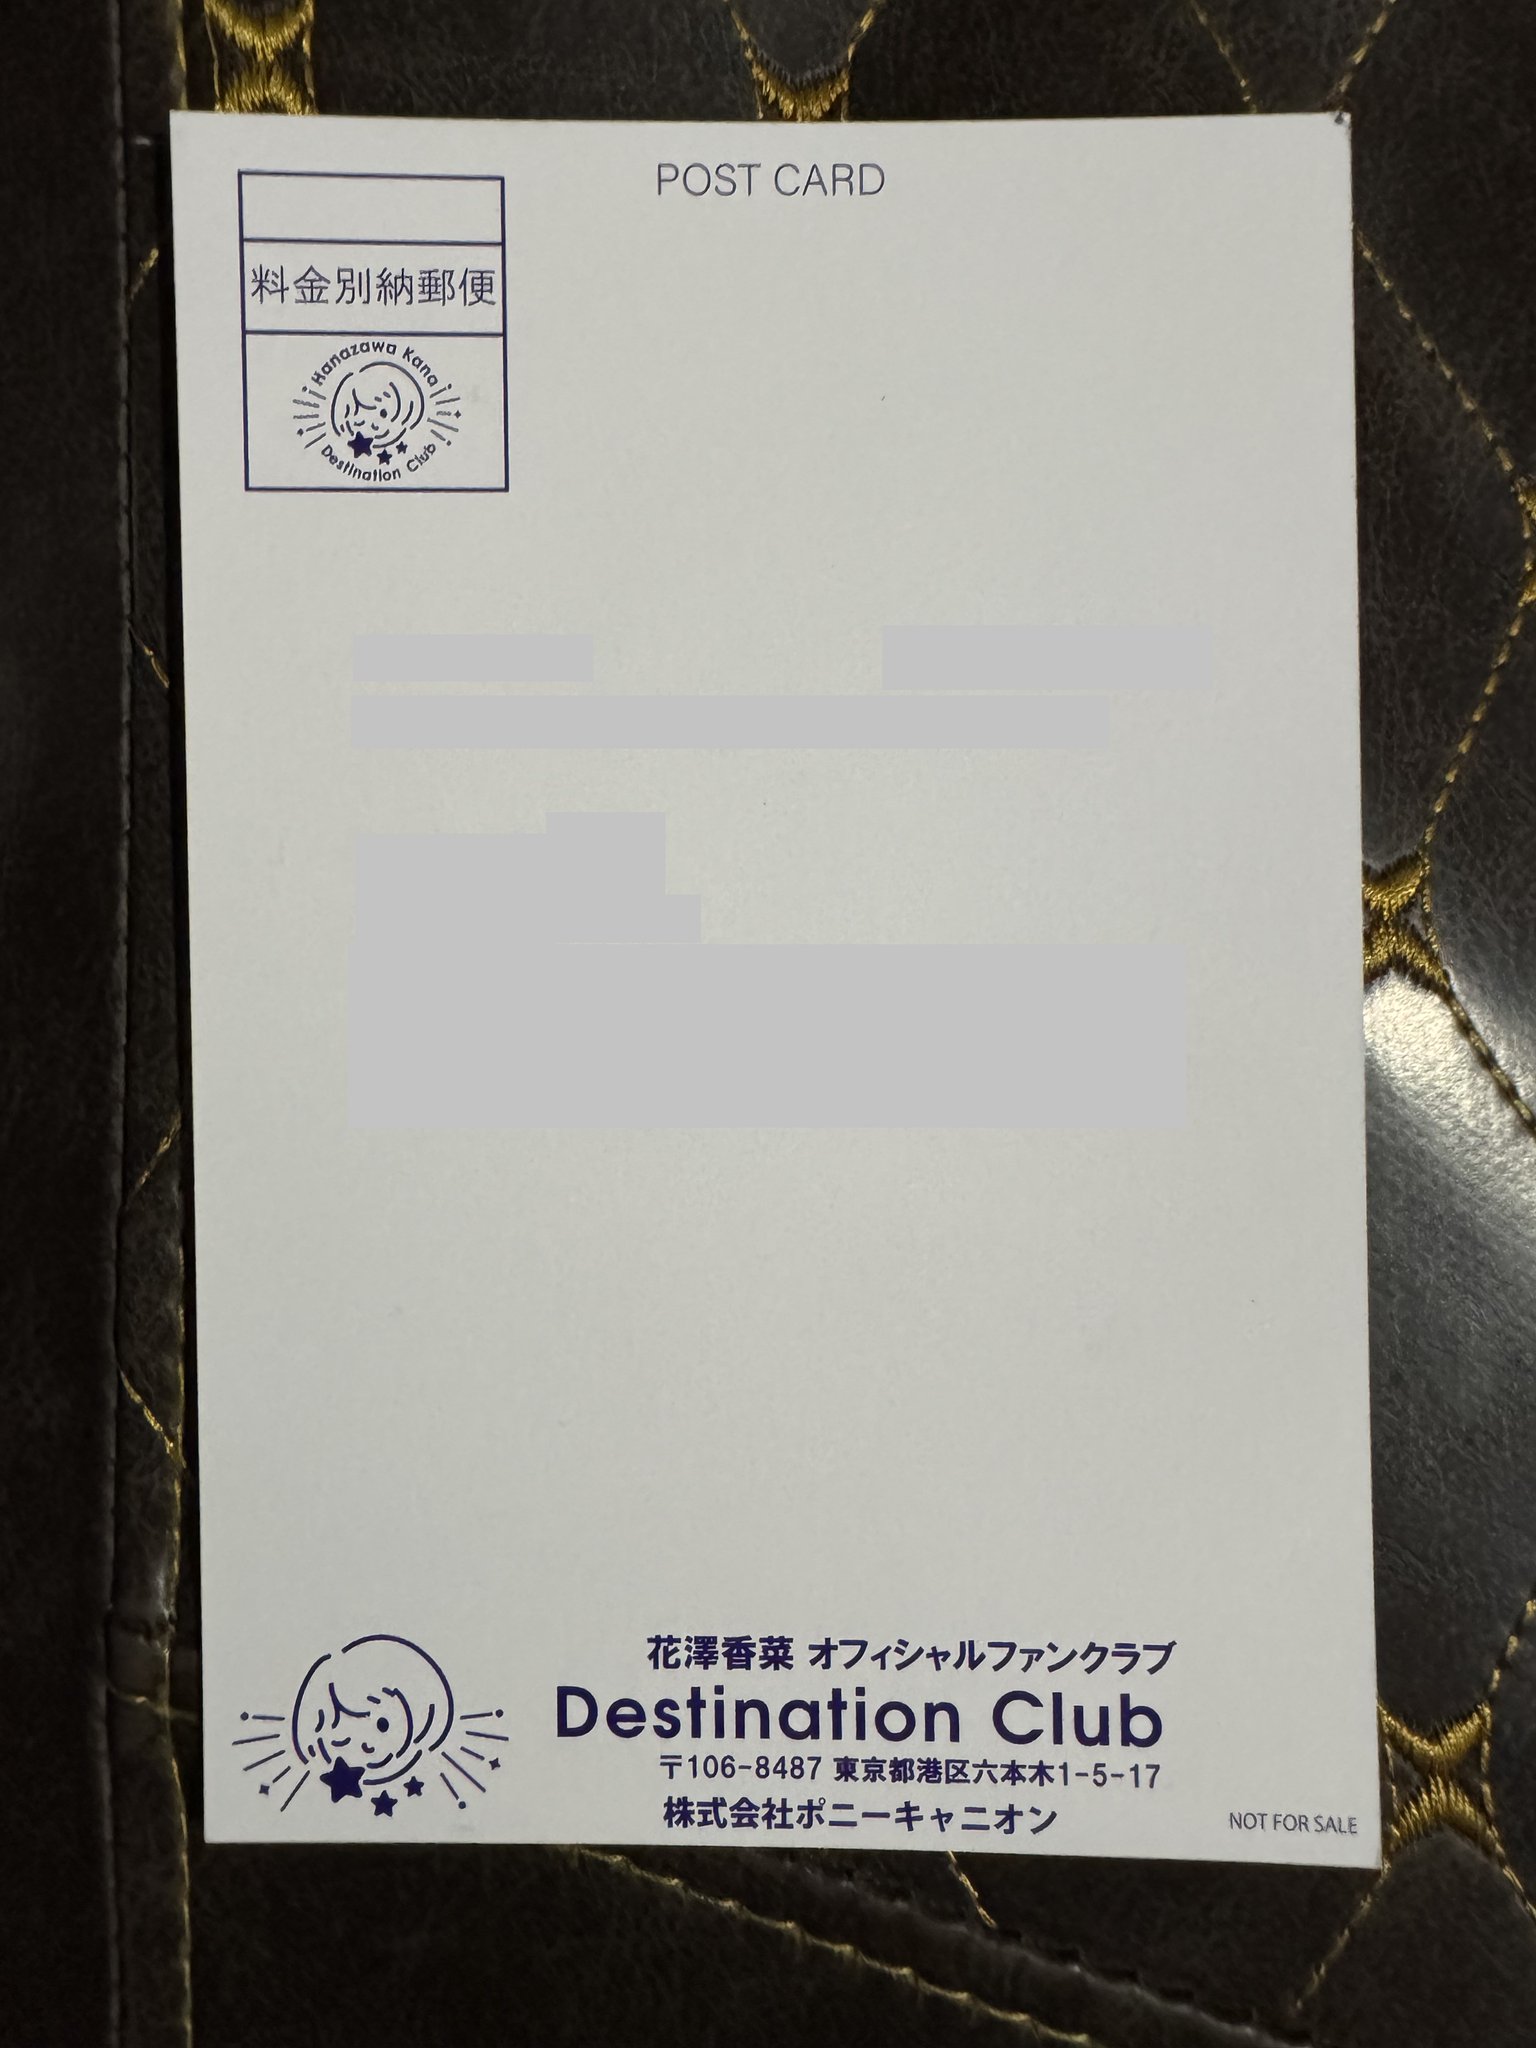 POST CARD
料金別納郵便
Hanazawa Kana
Destination Club
花澤香菜 オフィシャルファンクラブ
Destination Club
〒106-8487 東京都港区六本木1-5-17
株式会社ポニーキャニオン
NOT FOR SALE